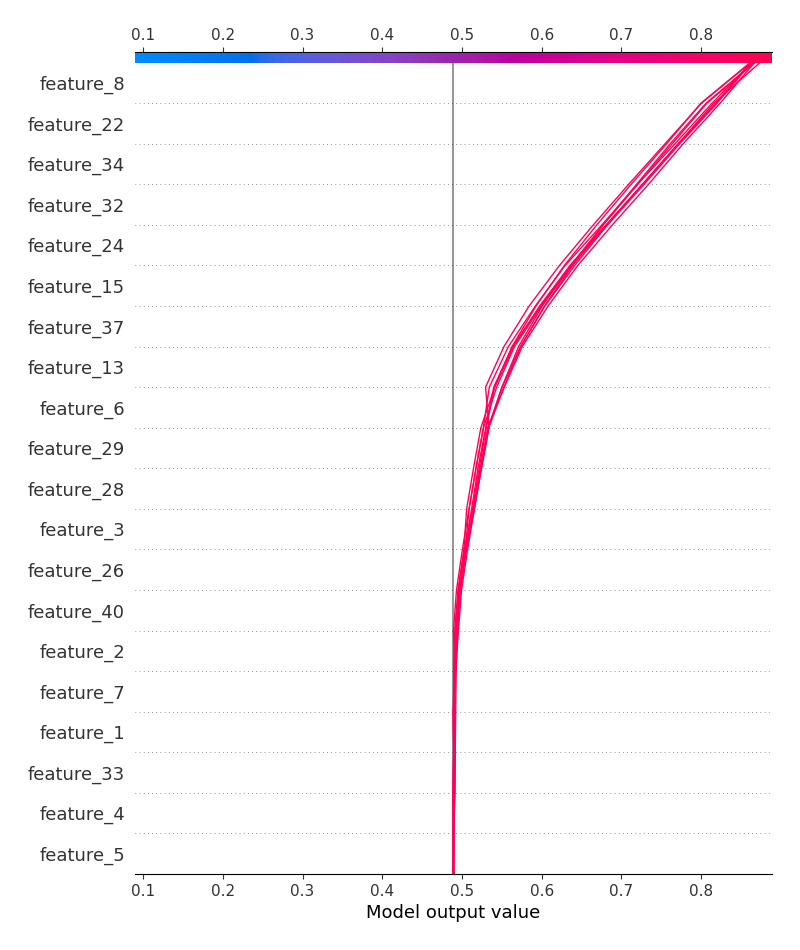 0.1 0.2 0.3 0.4 0.5 0.6 0.7 0.8
feature_8
feature_22
feature_34
feature_32
feature_24
feature_15
feature_37
feature_13
feature_6
feature_29
feature_28
feature_3
feature_26
feature_40
feature_2
feature_7
feature_1
feature_33
feature_4
feature_5
0.1 0.2 0.3 0.4 0.5 0.6 0.7 0.8
Model output value